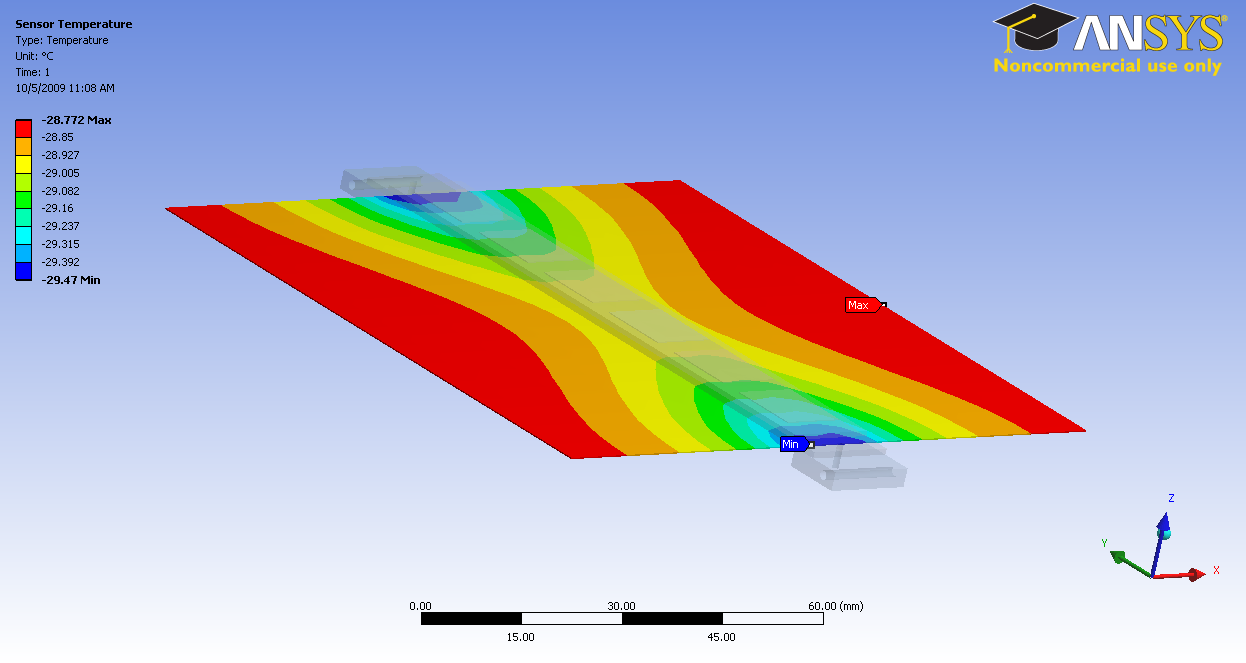 Sensor Temperature
Type: Temperature
Unit: °C
Time: 1
10/5/2009 11:08 AM
-28.772 Max
-28.85
-28.927
-29.005
-29.082
-29.16
-29.237
-29.315
-29.392
-29.47 Min
ANSYS®
Noncommercial use only
Max
Min
Z
Y
X
0.00 30.00 60.00 (mm)
15.00 45.00